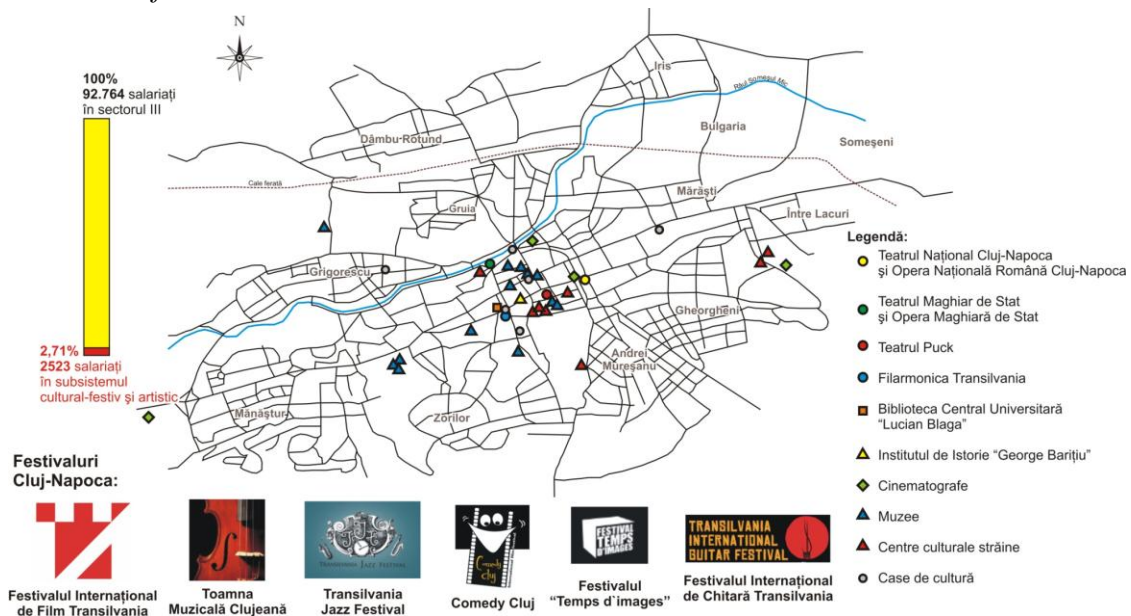 N
100%
92.764 salariați
în sectorul III
2,71%
2523 salariați
în subsistemul
cultural-festiv și artistic
Iris
Râul Someșul Mic
Bulgaria
Someșeni
Dâmbu-Rotund
Cale ferată
Mărăști
Gruia
Între Lacuri
Grigorescu
Gheorgheni
Andrei
Mureșanu
Mănăștur
Zorilor
Legendă:
Teatrul Național Cluj-Napoca
și Opera Națională Română Cluj-Napoca
Teatrul Maghiar de Stat
și Opera Maghiară de Stat
Teatrul Puck
Filarmonica Transilvania
Biblioteca Central Universitară
"Lucian Blaga"
Institutul de Istorie "George Barițiu"
Cinematografe
Muzee
Centre culturale străine
Case de cultură
Festivaluri
Cluj-Napoca:
TRANSILVANIA JAZZ FESTIVAL
Comedy
cluj
FESTIVAL
TEMPS
D'IMAGES
TRANSILVANIA
INTERNATIONAL
GUITAR FESTIVAL
Festivalul Internațional
de Film Transilvania
Toamna
Muzicală Clujeană
Transilvania
Jazz Festival
Comedy Cluj
Festivalul
"Temps d`images"
Festivalul Internațional
de Chitară Transilvania